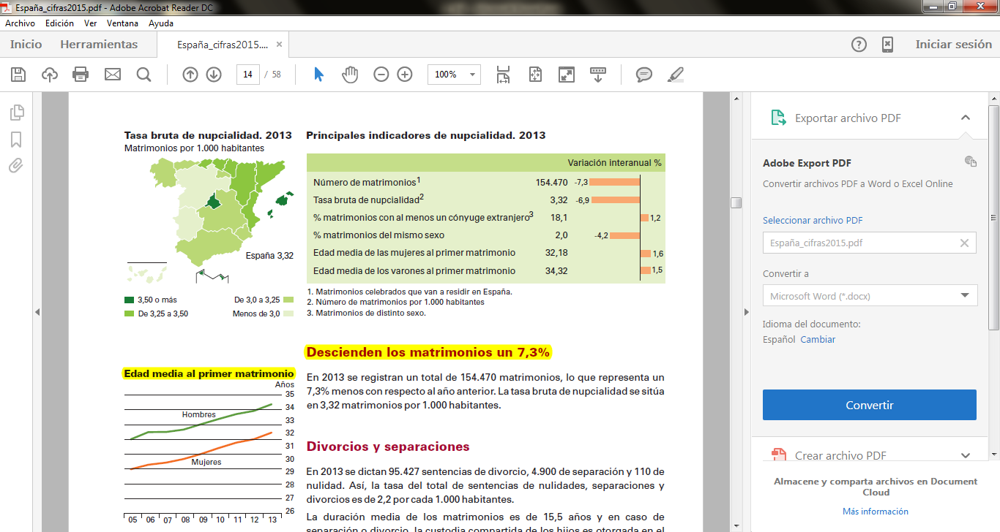 España_cifras2015.pdf - Adobe Acrobat Reader DC
Archivo Edición Ver Ventana Ayuda
Inicio Herramientas España_cifras2015.... × Iniciar sesión
14 / 58 100%
Tasa bruta de nupcialidad. 2013
Matrimonios por 1.000 habitantes
España 3,32
3,50 o más De 3,0 a 3,25
De 3,25 a 3,50 Menos de 3,0
Principales indicadores de nupcialidad. 2013
Variación interanual %
Número de matrimonios1 154.470 -7,3
Tasa bruta de nupcialidad2 3,32 -6,9
% matrimonios con al menos un cónyuge extranjero3 18,1 1,2
% matrimonios del mismo sexo 2,0 -4,2
Edad media de las mujeres al primer matrimonio 32,18 1,6
Edad media de los varones al primer matrimonio 34,32 1,5
1. Matrimonios celebrados que van a residir en España.
2. Número de matrimonios por 1.000 habitantes
3. Matrimonios de distinto sexo.
Edad media al primer matrimonio
Años
35
34
Hombres
33
32
31
30
Mujeres
29
28
27
26
05 06 07 08 09 10 11 12 13
Descienden los matrimonios un 7,3%
En 2013 se registran un total de 154.470 matrimonios, lo que representa un
7,3% menos con respecto al año anterior. La tasa bruta de nupcialidad se sitúa
en 3,32 matrimonios por 1.000 habitantes.
Divorcios y separaciones
En 2013 se dictan 95.427 sentencias de divorcio, 4.900 de separación y 110 de
nulidad. Así, la tasa del total de sentencias de nulidades, separaciones y
divorcios es de 2,2 por cada 1.000 habitantes.
La duración media de los matrimonios es de 15,5 años y en caso de
separación o divorcio, la custodia compartida de los hijos es otorgada en el
Exportar archivo PDF
Adobe Export PDF
Convertir archivos PDF a Word o Excel Online
Seleccionar archivo PDF
España_cifras2015.pdf
Convertir a
Microsoft Word (*.docx)
Idioma del documento:
Español Cambiar
Convertir
Crear archivo PDF
Almacene y comparta archivos en Document
Cloud
Más información